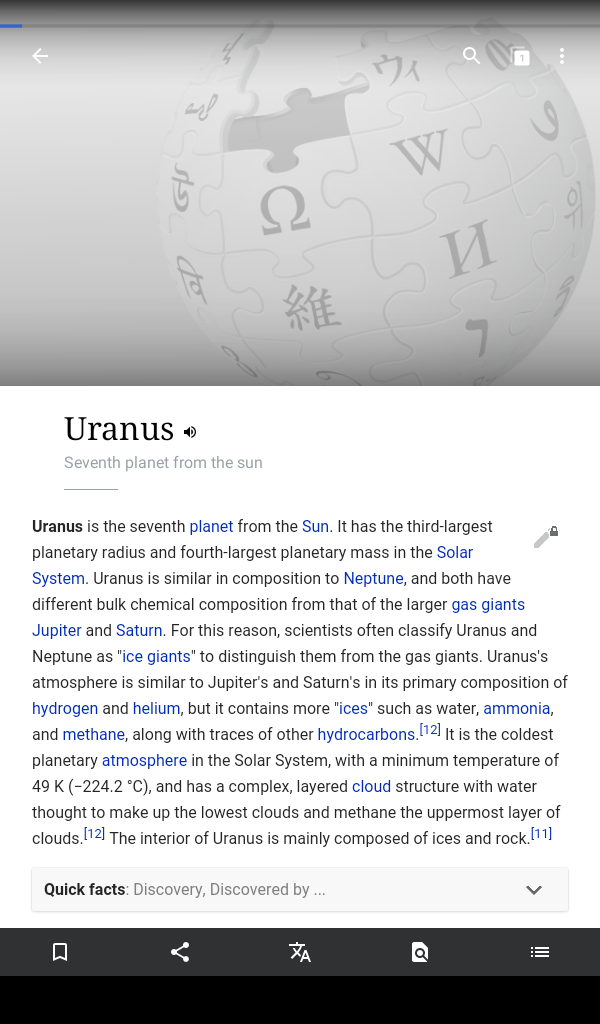 1
ウィ
W
Ω
И
維
Uranus
Seventh planet from the sun
Uranus is the seventh planet from the Sun. It has the third-largest
planetary radius and fourth-largest planetary mass in the Solar
System. Uranus is similar in composition to Neptune, and both have
different bulk chemical composition from that of the larger gas giants
Jupiter and Saturn. For this reason, scientists often classify Uranus and
Neptune as "ice giants" to distinguish them from the gas giants. Uranus's
atmosphere is similar to Jupiter's and Saturn's in its primary composition of
hydrogen and helium, but it contains more "ices" such as water, ammonia,
and methane, along with traces of other hydrocarbons.[12] It is the coldest
planetary atmosphere in the Solar System, with a minimum temperature of
49 K (−224.2 °C), and has a complex, layered cloud structure with water
thought to make up the lowest clouds and methane the uppermost layer of
clouds.[12] The interior of Uranus is mainly composed of ices and rock.[11]
Quick facts: Discovery, Discovered by ...